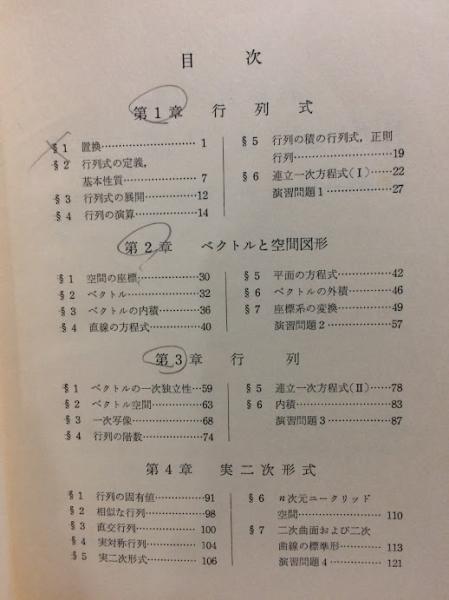 目 次
第1章 行列式
§1 置換………………… 1
§2 行列式の定義,
基本性質……………… 7
§3 行列式の展開………12
§4 行列の演算…………14
§5 行列の積の行列式, 正則
行列…………………19
§6 連立一次方程式(I)……22
演習問題1……………27
第2章 ベクトルと空間図形
§1 空間の座標…………30
§2 ベクトル……………32
§3 ベクトルの内積……36
§4 直線の方程式………40
§5 平面の方程式………42
§6 ベクトルの外積……46
§7 座標系の変換………49
演習問題2……………57
第3章 行列
§1 ベクトルの一次独立性…59
§2 ベクトル空間………63
§3 一次写像……………68
§4 行列の階数…………74
§5 連立一次方程式(II)……78
§6 内積…………………83
演習問題3……………87
第4章 実二次形式
§1 行列の固有値………91
§2 相似な行列…………98
§3 直交行列……………100
§4 実対称行列…………104
§5 実二次形式…………106
§6 n次元ユークリッド
空間…………………110
§7 二次曲面および二次
曲線の標準形………113
演習問題4……………121